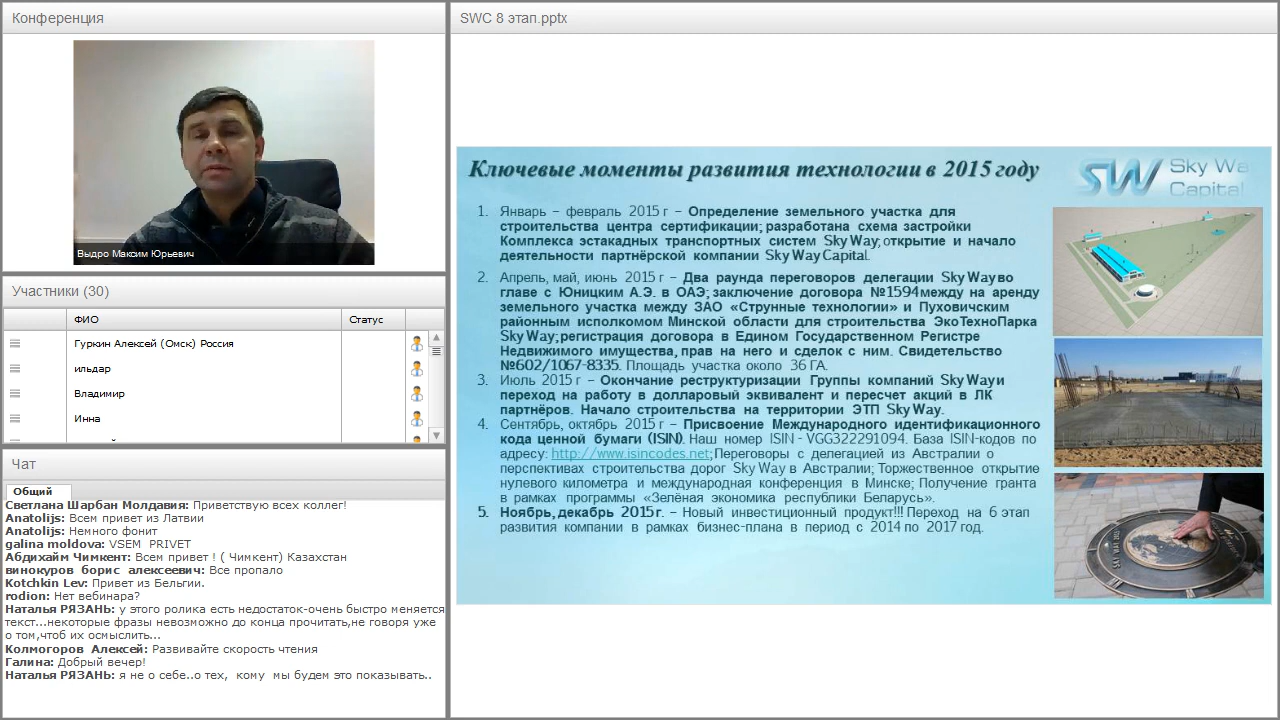 Конференция
Выдро Максим Юрьевич
Участники (30)
ФИО
Статус
Гуркин Алексей (Омск) Россия
ильдар
Владимир
Инна
Чат
Общий
Светлана Шарбан Молдавия: Приветствую всех коллег!
Anatolijs: Всем привет из Латвии
Anatolijs: Немного фонит
galina moldova: VSEM PRIVET
Абдихайм Чимкент: Всем привет ! ( Чимкент) Казахстан
винокуров борис алексеевич: Все пропало
Kotchkin Lev: Привет из Бельгии.
rodion: Нет вебинара?
Наталья РЯЗАНЬ: у этого ролика есть недостаток-очень быстро меняется
текст...некоторые фразы невозможно до конца прочитать,не говоря уже
о том,чтоб их осмыслить...
Колмогоров Алексей: Развивайте скорость чтения
Галина: Добрый вечер!
Наталья РЯЗАНЬ: я не о себе..о тех, кому мы будем это показывать..
SWC 8 этап.pptx
Ключевые моменты развития технологии в 2015 году
SW Sky Way
Capital
1. Январь – февраль 2015 г – Определение земельного участка для
строительства центра сертификации; разработана схема застройки
Комплекса эстакадных транспортных систем Sky Way; открытие и начало
деятельности партнёрской компании Sky Way Capital.
2. Апрель, май, июнь 2015 г – Два раунда переговоров делегации Sky Way во
главе с Юницким А.Э. в ОАЭ; заключение договора №1594 между на аренду
земельного участка между ЗАО «Струнные технологии» и Пуховичским
районным исполкомом Минской области для строительства ЭкоТехноПарка
Sky Way; регистрация договора в Едином Государственном Регистре
Недвижимого имущества, прав на него и сделок с ним. Свидетельство
№602/1067-8335. Площадь участка около 36 ГА.
3. Июль 2015 г – Окончание реструктуризации Группы компаний Sky Way и
переход на работу в долларовый эквивалент и пересчет акций в ЛК
партнёров. Начало строительства на территории ЭТП Sky Way.
4. Сентябрь, октябрь 2015 г – Присвоение Международного идентификационного
кода ценной бумаги (ISIN). Наш номер ISIN - VGG322291094. База ISIN-кодов по
адресу: http://www.isincodes.net; Переговоры с делегацией из Австралии о
перспективах строительства дорог Sky Way в Австралии; Торжественное открытие
нулевого километра и международная конференция в Минске; Получение гранта
в рамках программы «Зелёная экономика республики Беларусь».
5. Ноябрь, декабрь 2015 г. – Новый инвестиционный продукт!!! Переход на 6 этап
развития компании в рамках бизнес-плана в период с 2014 по 2017 год.